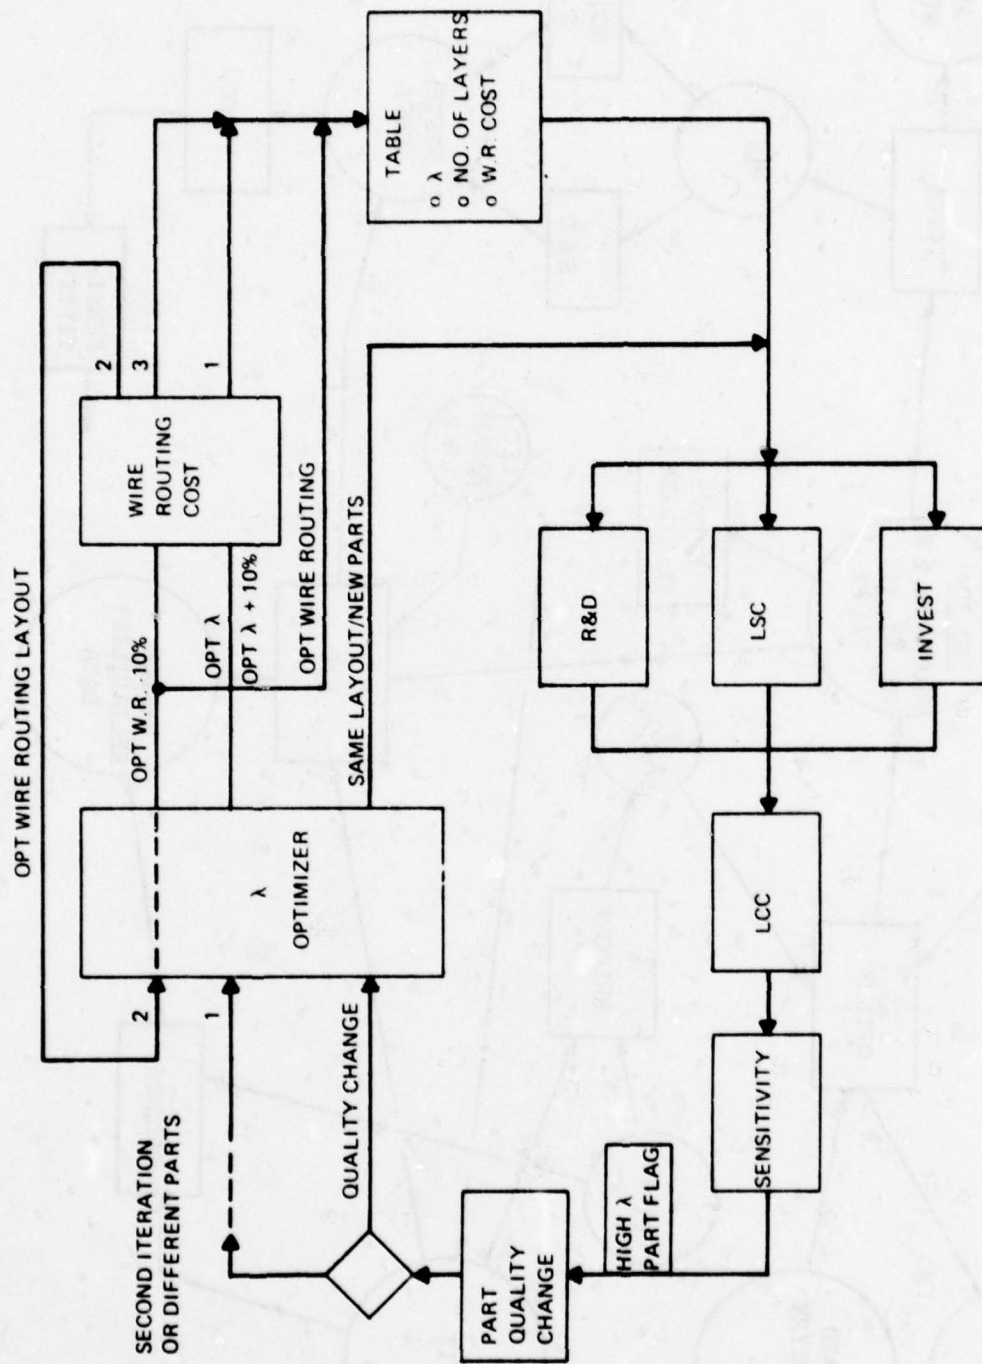 OPT WIRE ROUTING LAYOUT
SECOND ITERATION
OR DIFFERENT PARTS
2
1
QUALITY CHANGE
λ
OPTIMIZER
OPT W.R. -10%
OPT λ
OPT λ + 10%
OPT WIRE ROUTING
SAME LAYOUT/NEW PARTS
WIRE
ROUTING
COST
2
3
1
TABLE
o λ
o NO. OF LAYERS
o W.R. COST
R&D
LSC
INVEST
LCC
SENSITIVITY
HIGH λ
PART FLAG
PART
QUALITY
CHANGE